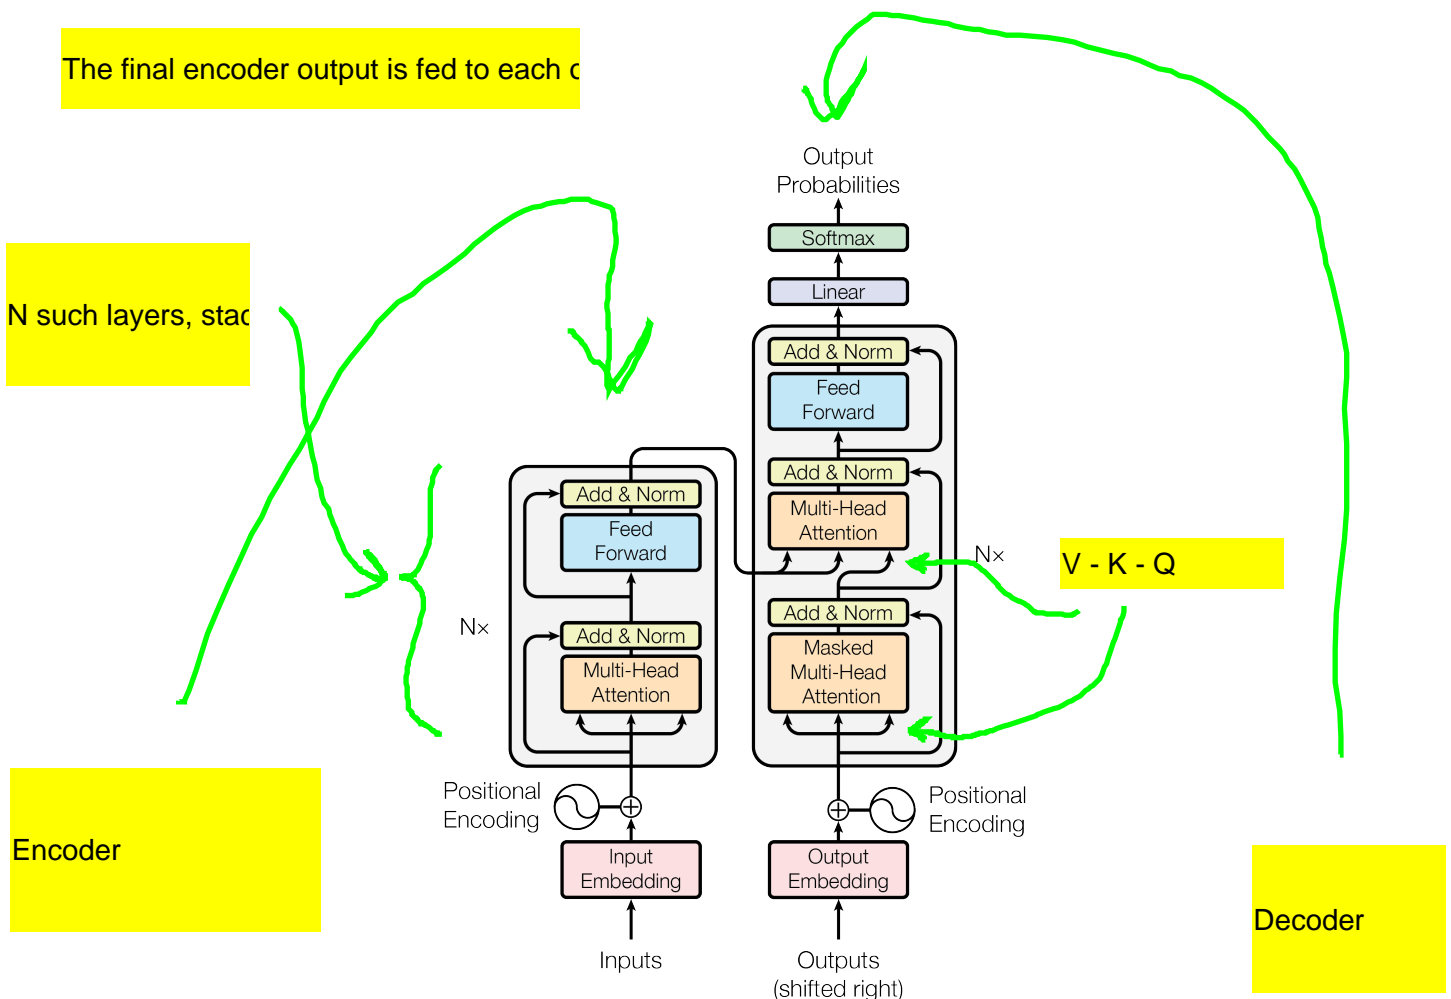 The final encoder output is fed to each
Output
Probabilities
Softmax
N such layers,
Linear
Add & Norm
Feed
Forward
Add & Norm
Multi-Head
Attention
Add & Norm
Feed
Forward
Nx
V - K - Q
Add & Norm
Masked
Multi-Head
Attention
Nx
Add & Norm
Multi-Head
Attention
Positional
Encoding
Positional
Encoding
Encoder
Input
Embedding
Output
Embedding
Decoder
Inputs
Outputs
(shifted right)